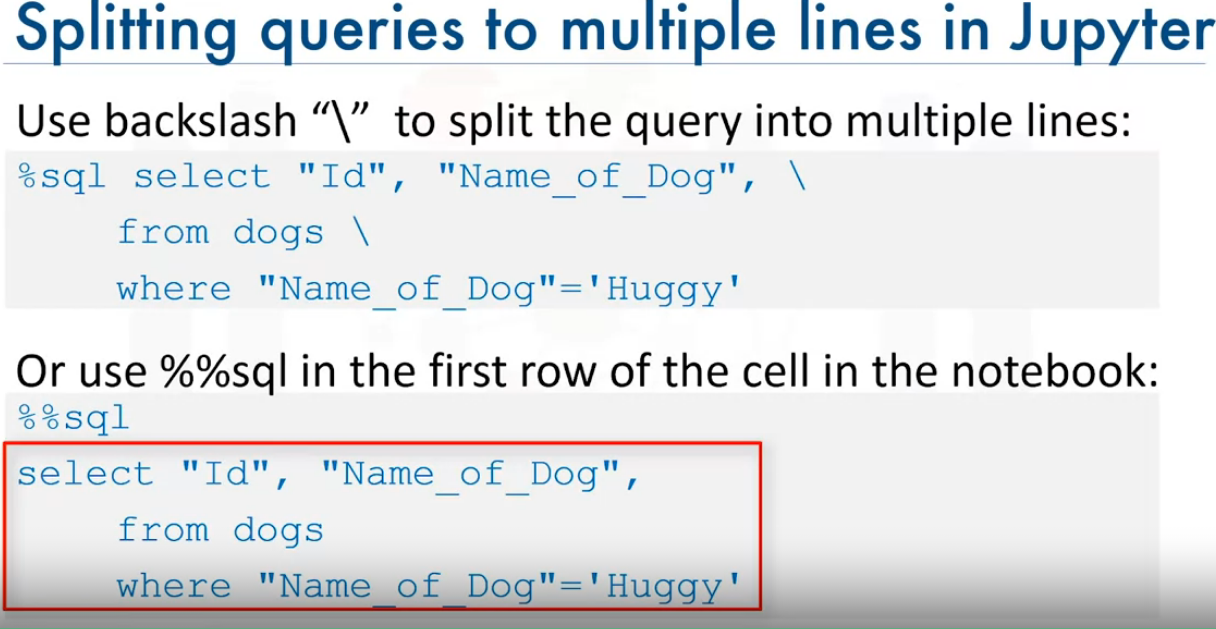 Splitting queries to multiple lines in Jupyter
Use backslash “\” to split the query into multiple lines:
%sql select "Id", "Name_of_Dog", \
from dogs \
where "Name_of_Dog"='Huggy'
Or use %%sql in the first row of the cell in the notebook:
%%sql
select "Id", "Name_of_Dog",
from dogs
where "Name_of_Dog"='Huggy'